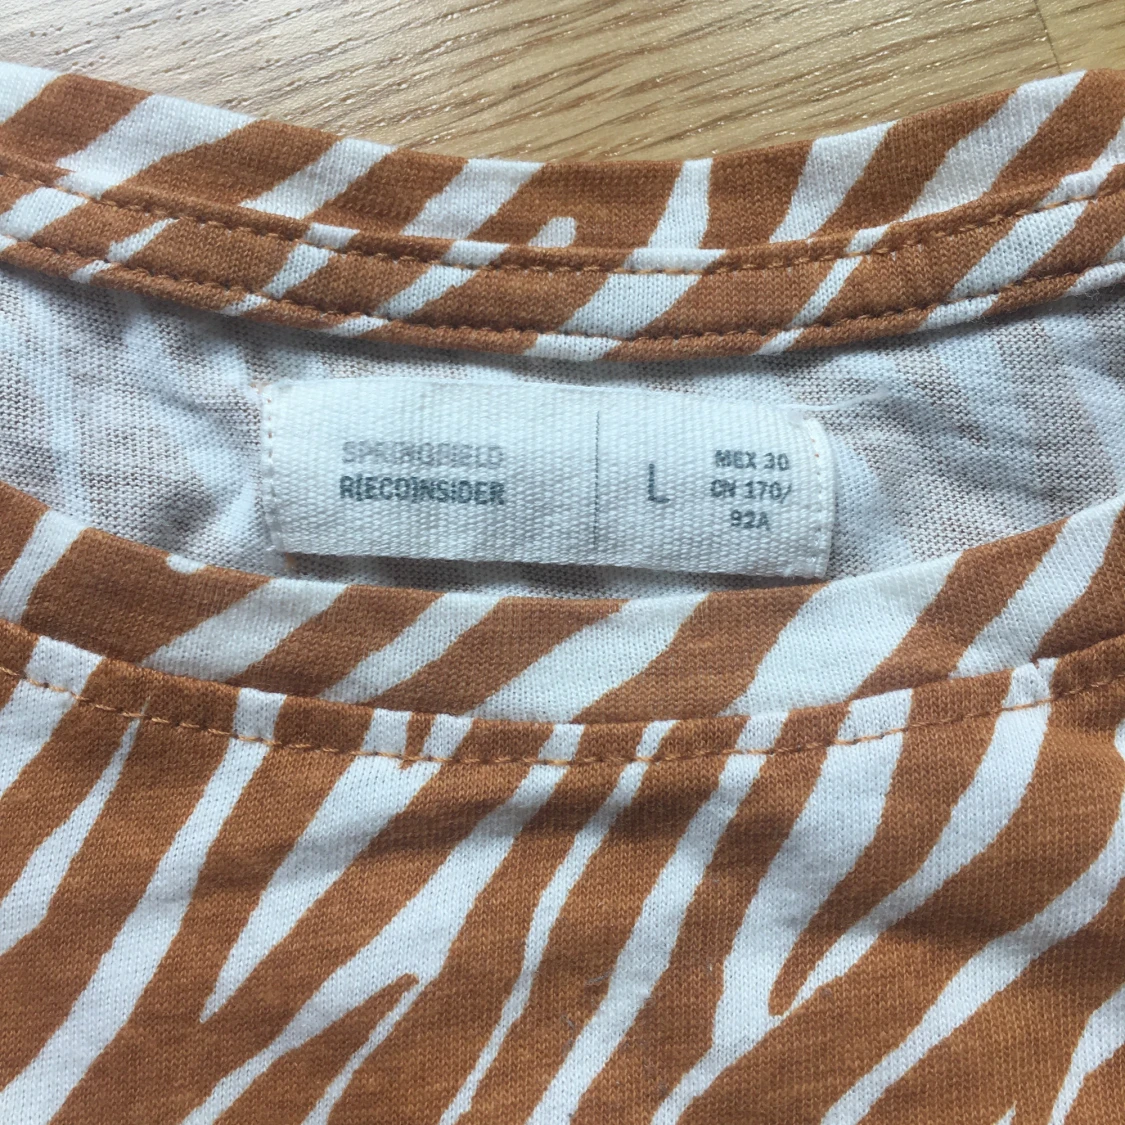 SPRINGFIELD
R[ECO]NSIDER
L
MEX 30
CN 170/
92A